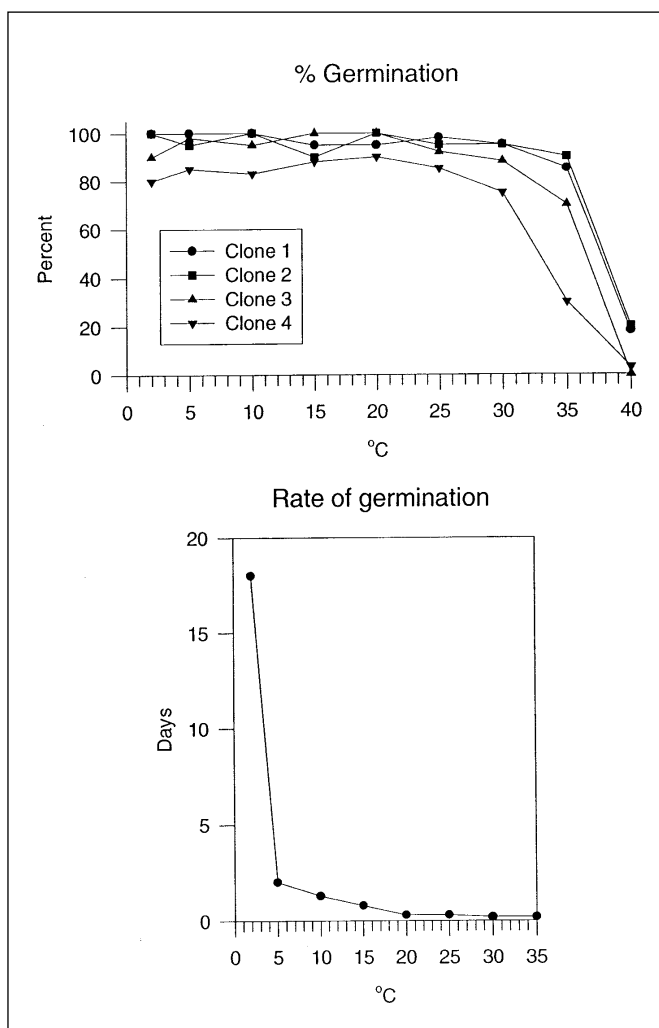 % Germination
100
80
60
40
20
0
Percent
Clone 1
Clone 2
Clone 3
Clone 4
0 5 10 15 20 25 30 35 40
°C
Rate of germination
20
15
10
5
0
Days
0 5 10 15 20 25 30 35
°C